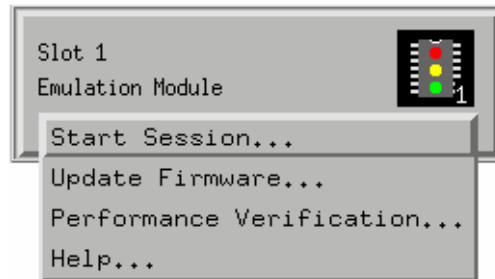 Slot 1
Emulation Module
1
Start Session...
Update Firmware...
Performance Verification...
Help...